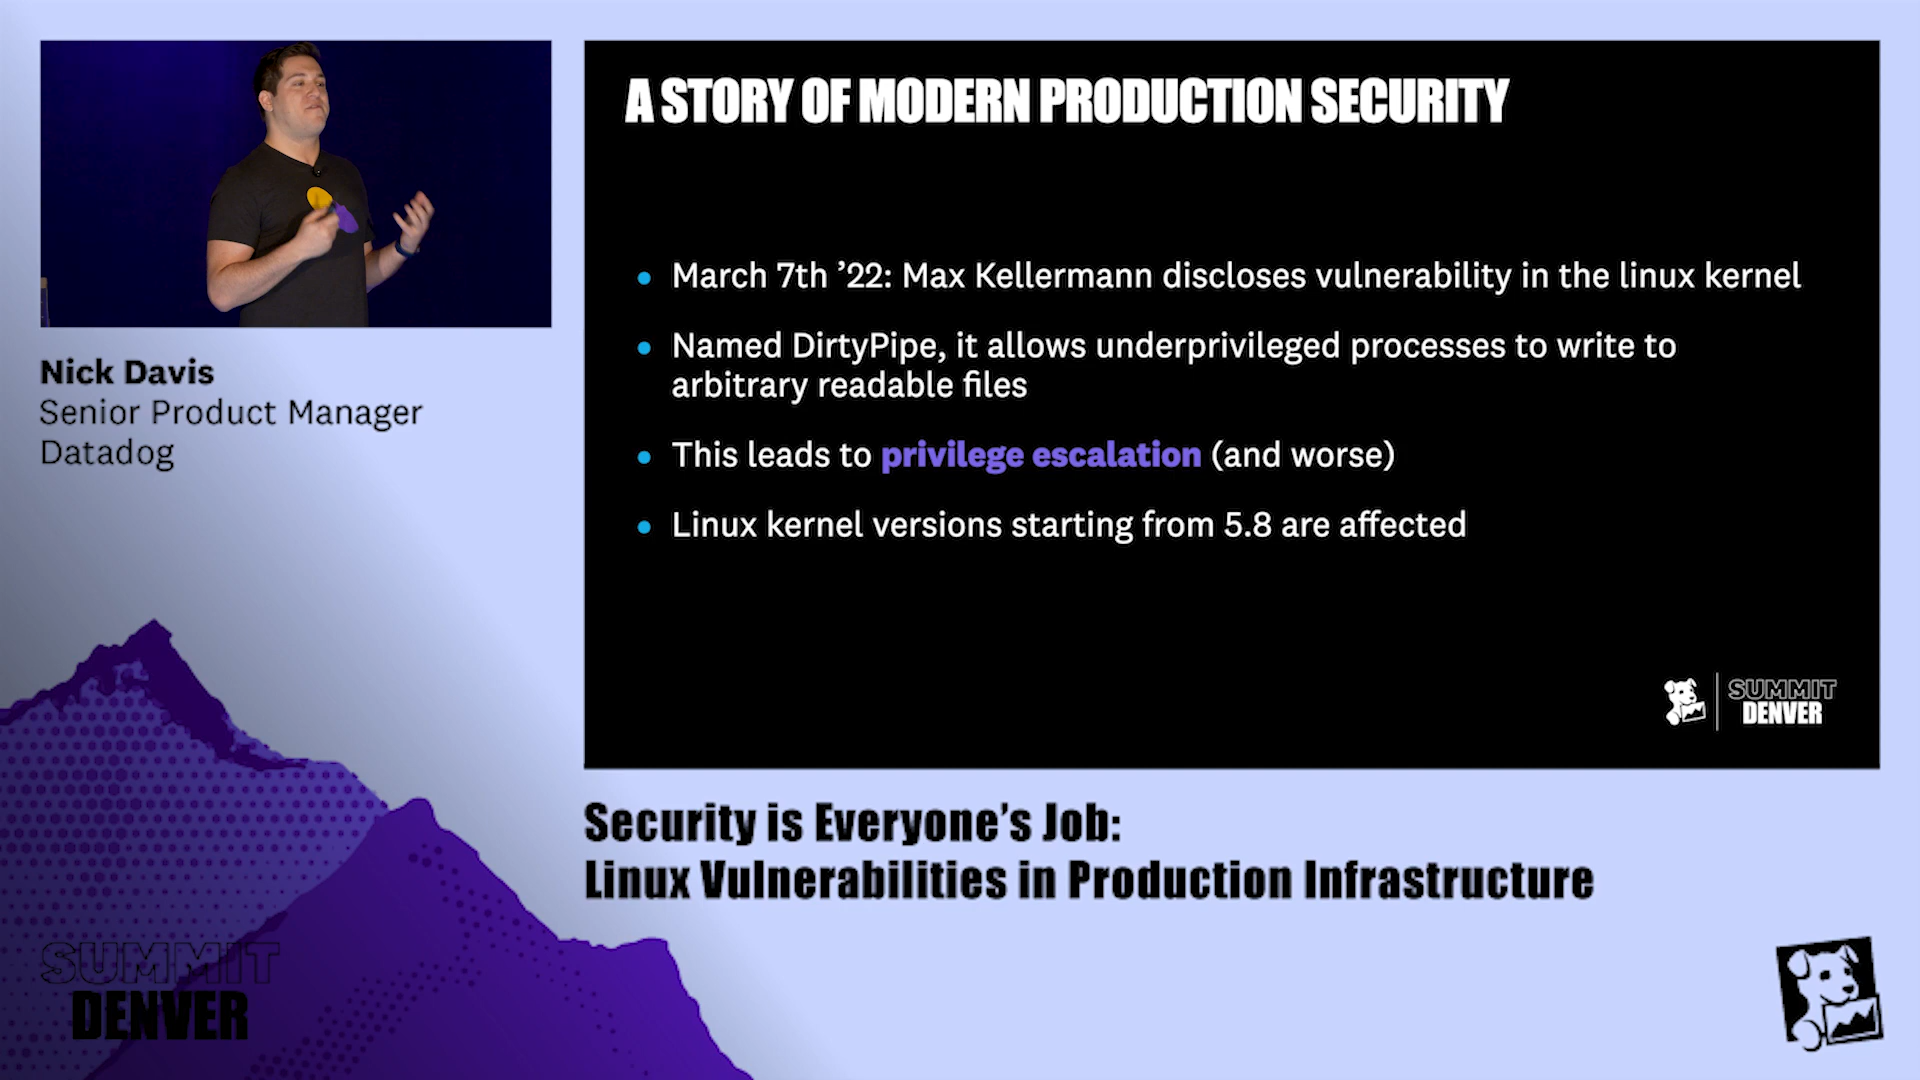 Nick Davis
Senior Product Manager
Datadog
A STORY OF MODERN PRODUCTION SECURITY
March 7th ’22: Max Kellermann discloses vulnerability in the linux kernel
Named DirtyPipe, it allows underprivileged processes to write to
arbitrary readable files
This leads to privilege escalation (and worse)
Linux kernel versions starting from 5.8 are affected
SUMMIT
DENVER
Security is Everyone’s Job:
Linux Vulnerabilities in Production Infrastructure
SUMMIT
DENVER